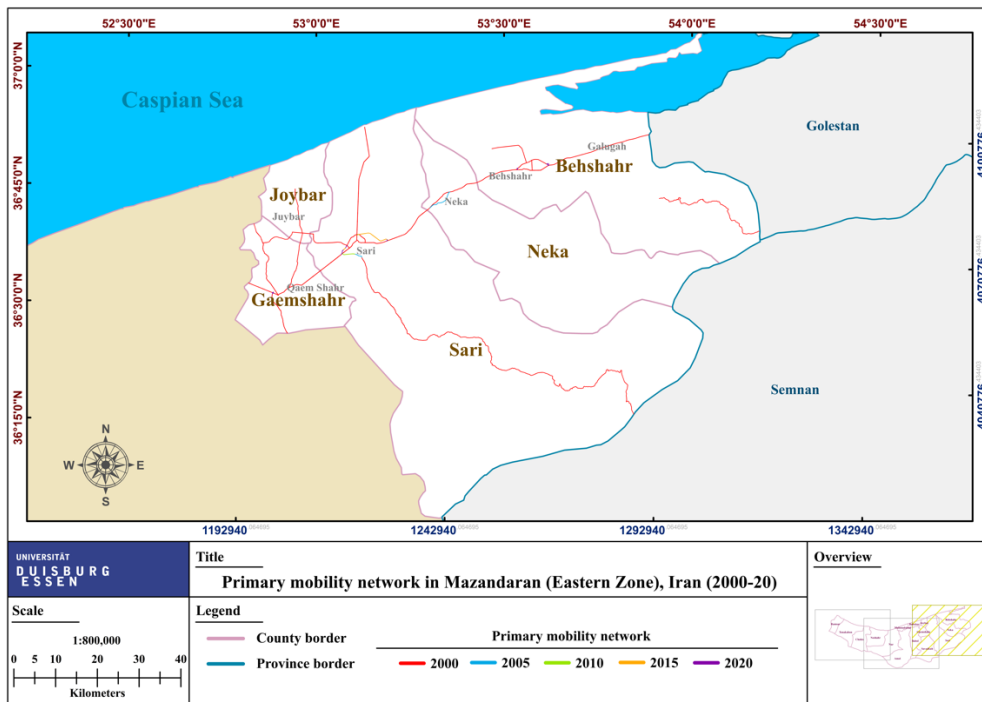 52°30'0"E 53°0'0"E 53°30'0"E 54°0'0"E 54°30'0"E
37°0'0"N
36°45'0"N
36°30'0"N
36°15'0"N
Caspian Sea
Golestan
Galugah
Behshahr
Behshahr
Joybar
Neka
Juybar
Neka
Sari
Qaem Shahr
Gaemshahr
Sari
Semnan
N
W E
S
1192940 1242940 1292940 1342940
UNIVERSITÄT
DUISBURG
ESSEN
Title
Primary mobility network in Mazandaran (Eastern Zone), Iran (2000-20)
Overview
Scale
1:800,000
0 5 10 15 20 25 30 35 40
Kilometers
Legend
County border
Province border
Primary mobility network
2000 2005 2010 2015 2020